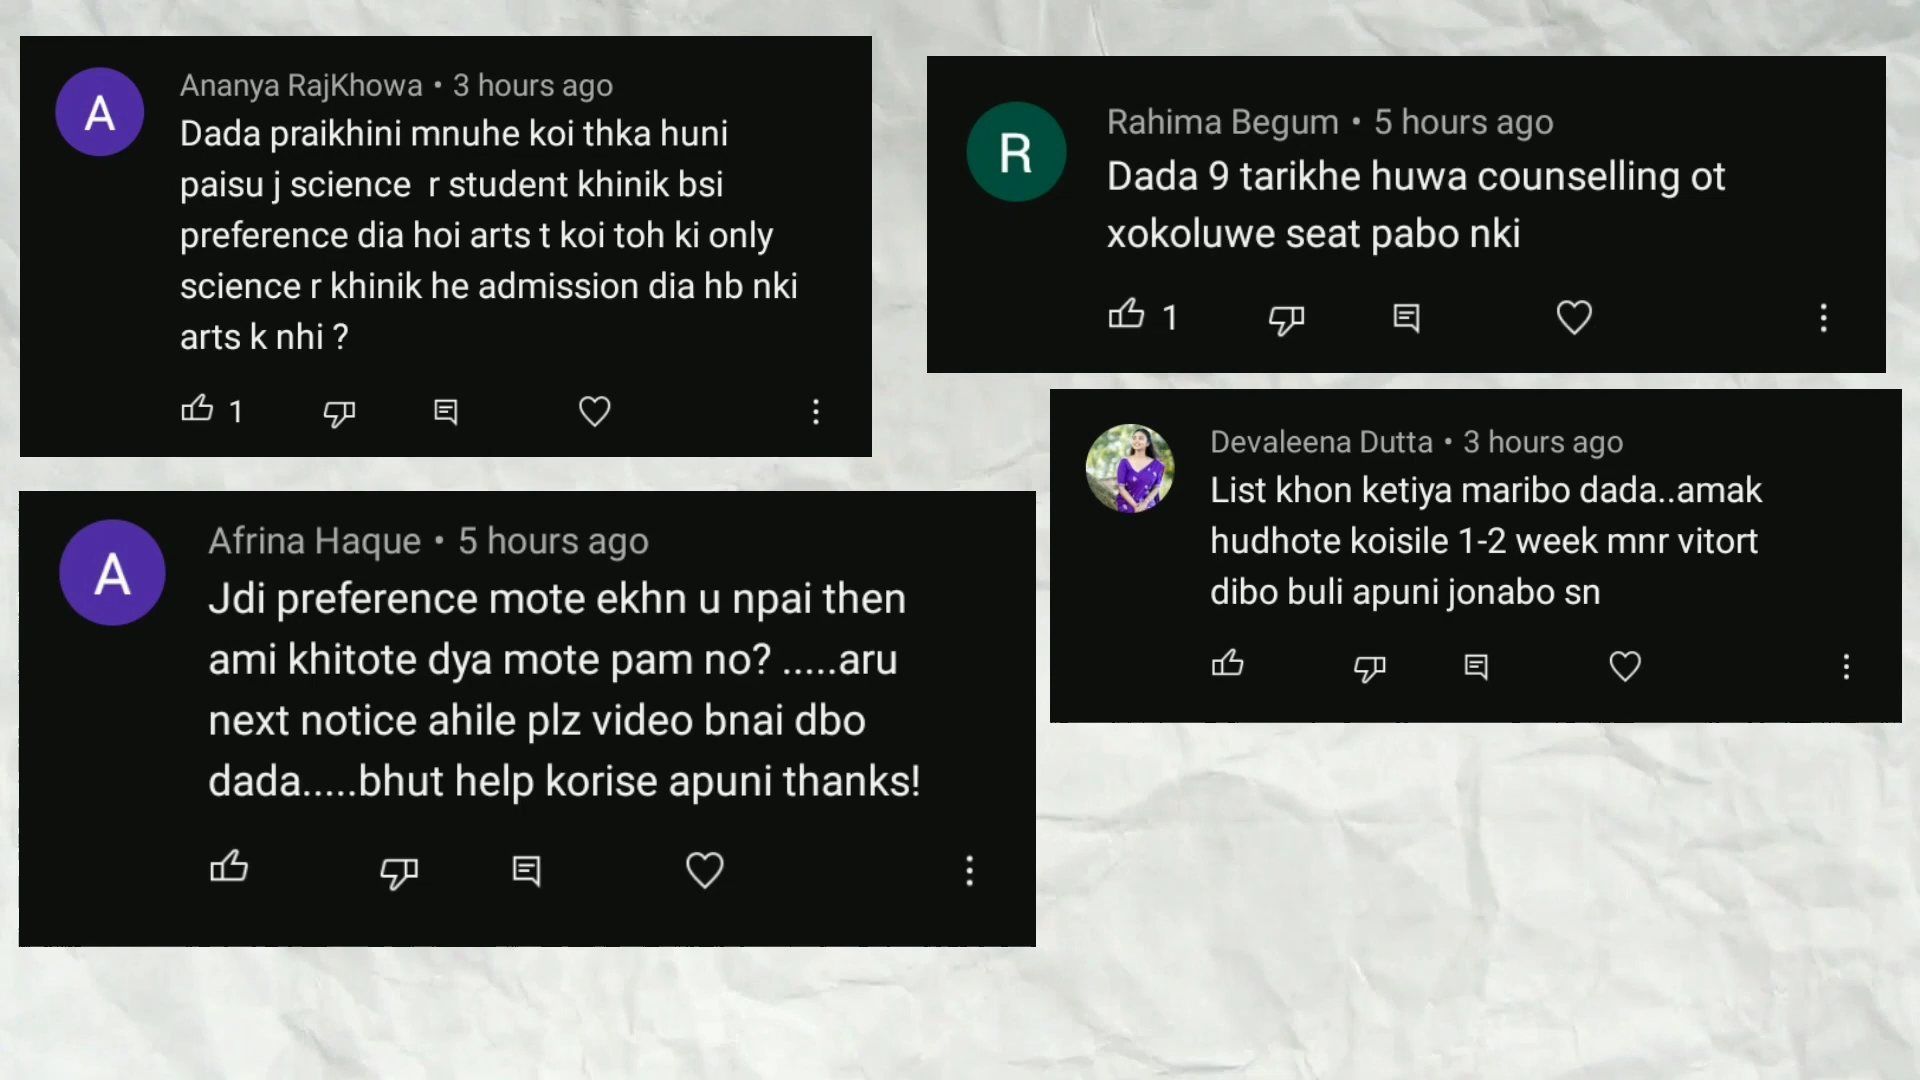 Ananya RajKhowa • 3 hours ago
Dada praikhini mnuhe koi thka huni
paisu j science r student khinik bsi
preference dia hoi arts t koi toh ki only
science r khinik he admission dia hb nki
arts k nhi ?
A
1
Rahima Begum • 5 hours ago
Dada 9 tarikhe huwa counselling ot
xokoluwe seat pabo nki
R
1
Afrina Haque • 5 hours ago
Jdi preference mote ekhn u npai then
ami khitote dya mote pam no? .....aru
next notice ahile plz video bnai dbo
dada.....bhut help korise apuni thanks!
A
Devaleena Dutta • 3 hours ago
List khon ketiya maribo dada..amak
hudhote koisile 1-2 week mnr vitort
dibo buli apuni jonabo sn